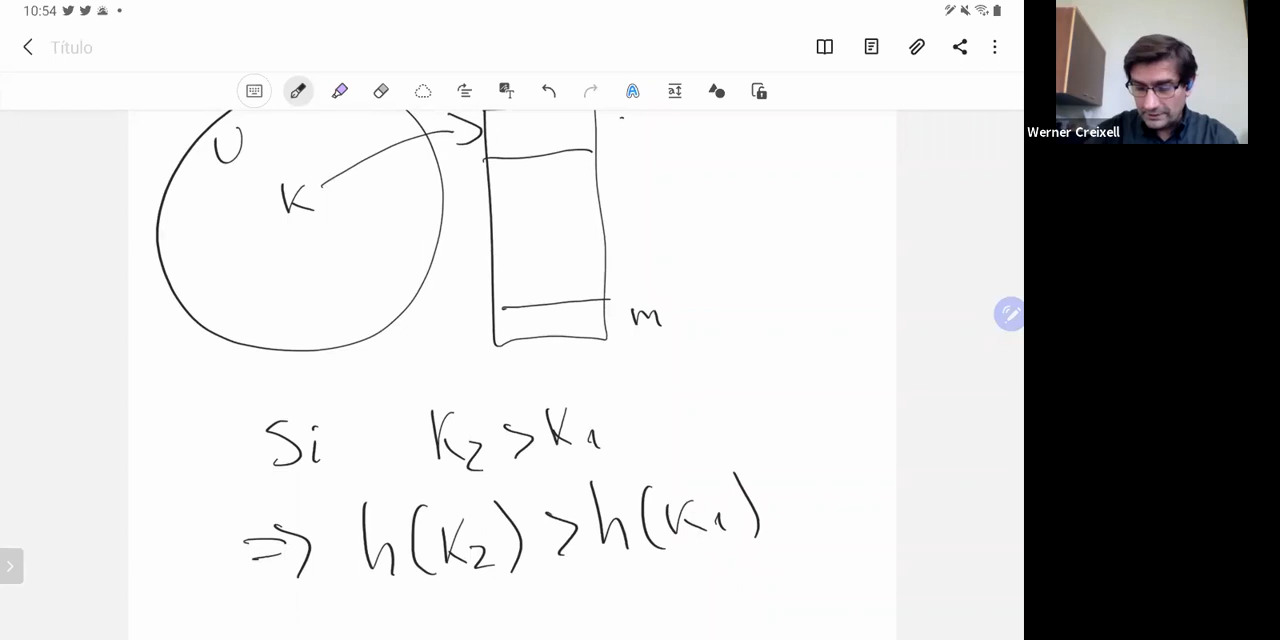 10:54
Título
U
K
Werner Creixell
m
Si K₂ > K₁
⇒ h(K₂) > h(K₁)